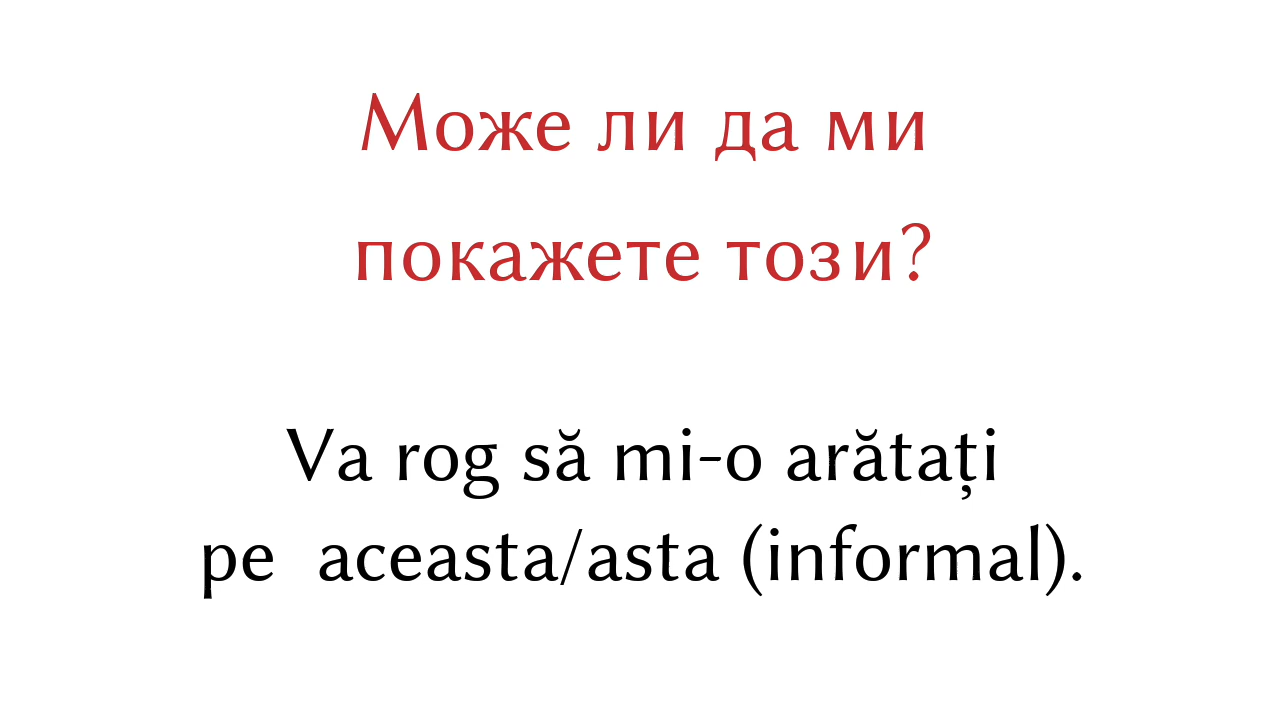 Може ли да ми
покажете този?
Va rog să mi-o arătați
pe aceasta/asta (informal).